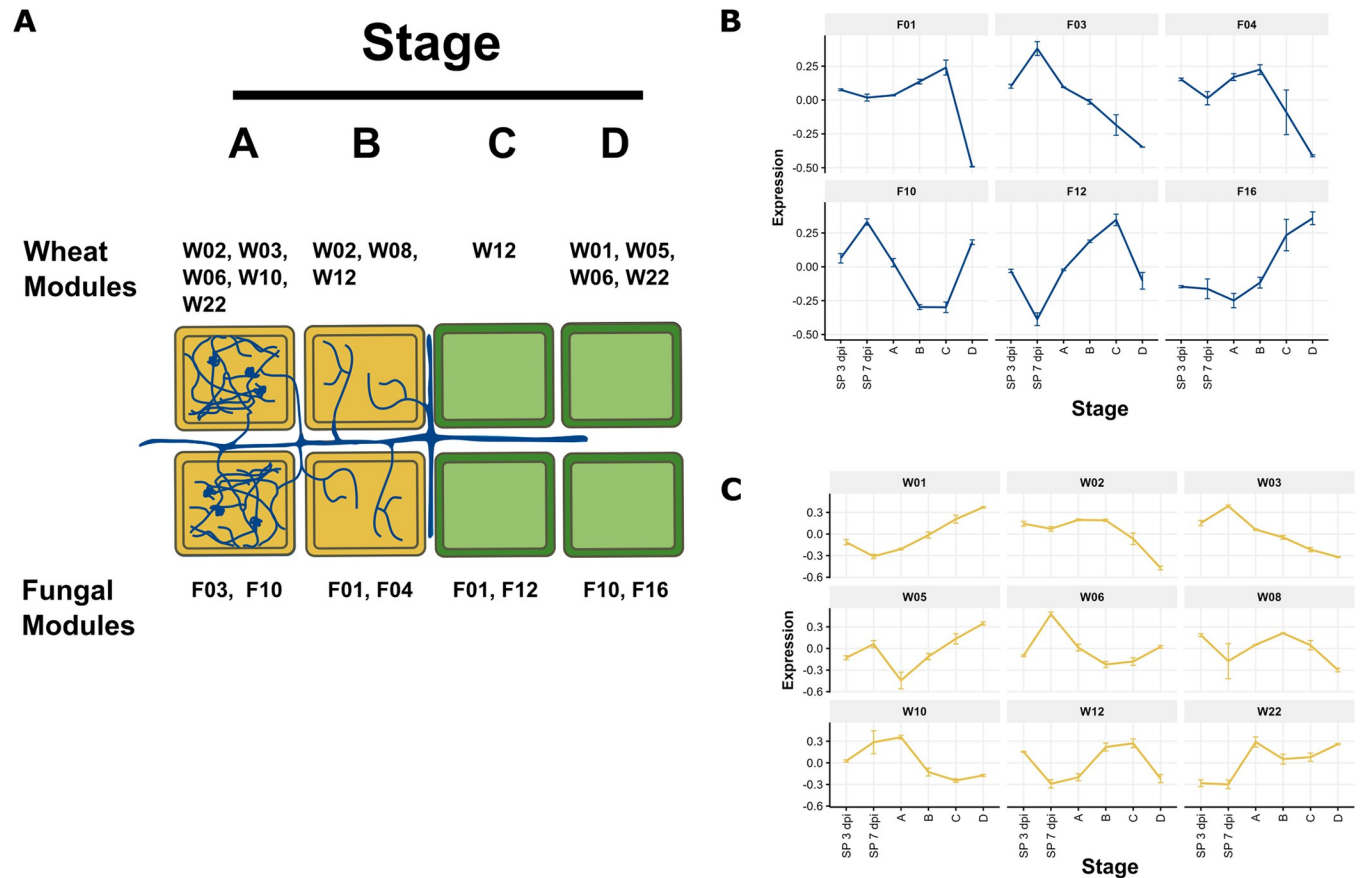 A
Stage
A B C D
Wheat
Modules
W02, W03,
W06, W10,
W22
W02, W08,
W12
W12
W01, W05,
W06, W22
Fungal
Modules
F03, F10
F01, F04
F01, F12
F10, F16
B
F01 F03 F04
0.25
0.00
-0.25
-0.50
F10 F12 F16
0.25
0.00
-0.25
-0.50
Expression
SP 3 dpi SP 7 dpi A B C D
SP 3 dpi SP 7 dpi A B C D
SP 3 dpi SP 7 dpi A B C D
Stage
C
W01 W02 W03
0.3
0.0
-0.3
-0.6
W05 W06 W08
0.3
0.0
-0.3
-0.6
W10 W12 W22
0.3
0.0
-0.3
-0.6
Expression
SP 3 dpi SP 7 dpi A B C D
SP 3 dpi SP 7 dpi A B C D
SP 3 dpi SP 7 dpi A B C D
Stage